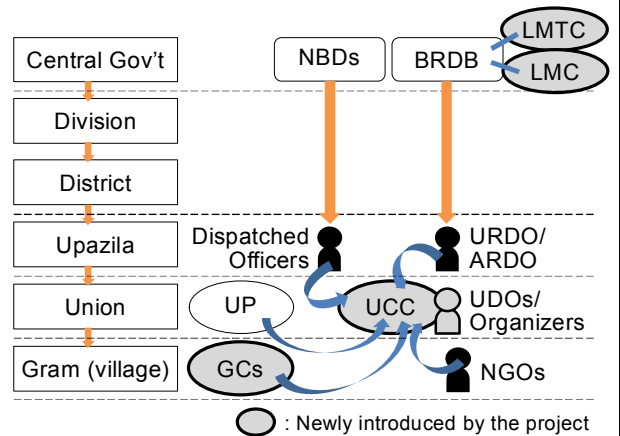 Central Gov't
NBDs
BRDB
LMTC
LMC
Division
District
Upazila
Dispatched
Officers
URDO/
ARDO
Union
UP
UCC
UDOs/
Organizers
Gram (village)
GCs
NGOs
: Newly introduced by the project